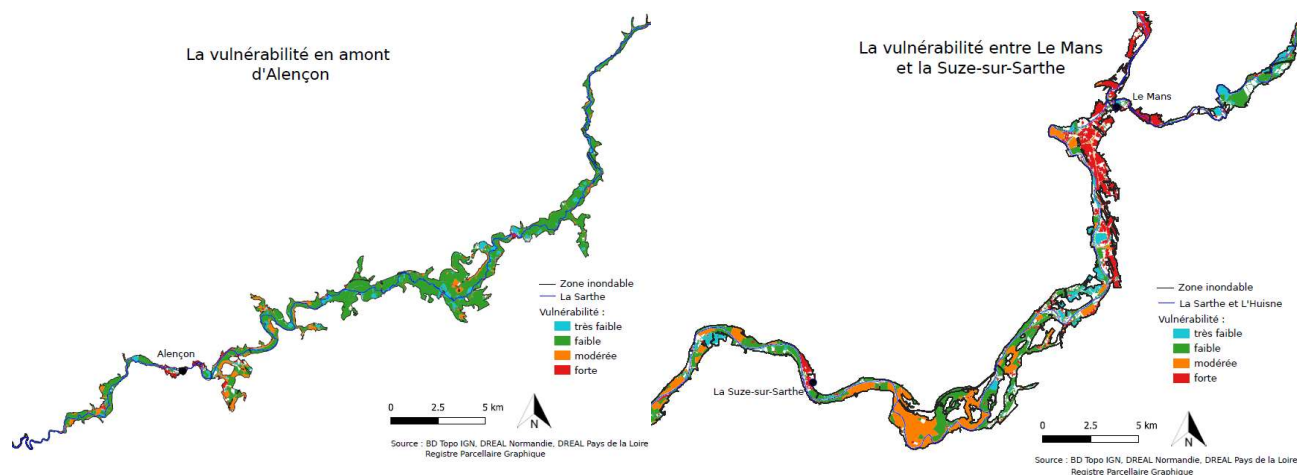 La vulnérabilité en amont
d'Alençon
Alençon
Zone inondable
La Sarthe
Vulnérabilité :
très faible
faible
modérée
forte
0 2.5 5 km
N
Source : BD Topo IGN, DREAL Normandie, DREAL Pays de la Loire
Registre Parcellaire Graphique
La vulnérabilité entre Le Mans
et la Suze-sur-Sarthe
Le Mans
La Suze-sur-Sarthe
Zone inondable
La Sarthe et L'Huisne
Vulnérabilité :
très faible
faible
modérée
forte
0 2.5 5 km
N
Source : BD Topo IGN, DREAL Normandie, DREAL Pays de la Loire
Registre Parcellaire Graphique